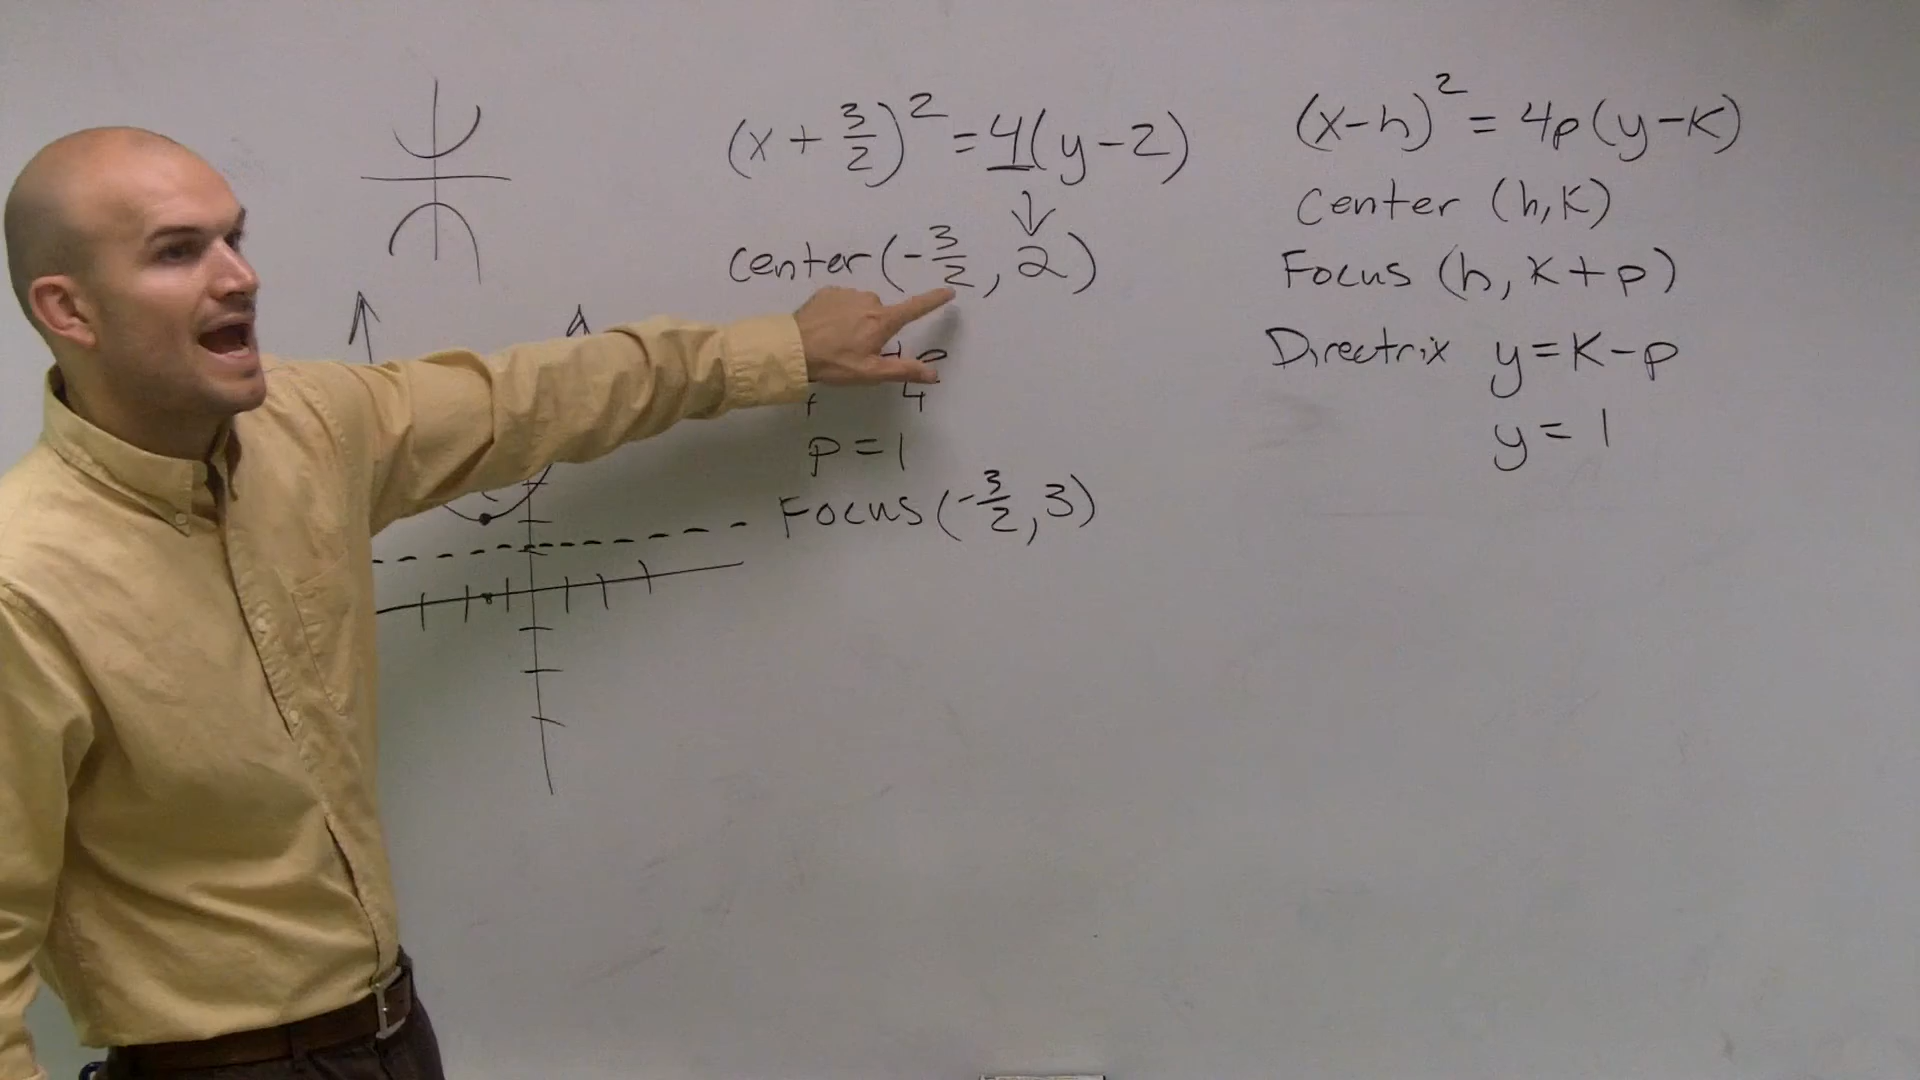 (x + 3/2)² = 4(y - 2)
↓
center (-3/2, 2)
4
p = 1
Focus (-3/2, 3)
(x-h)² = 4p(y-k)
Center (h,k)
Focus (h, k+p)
Directrix y = k-p
y = 1